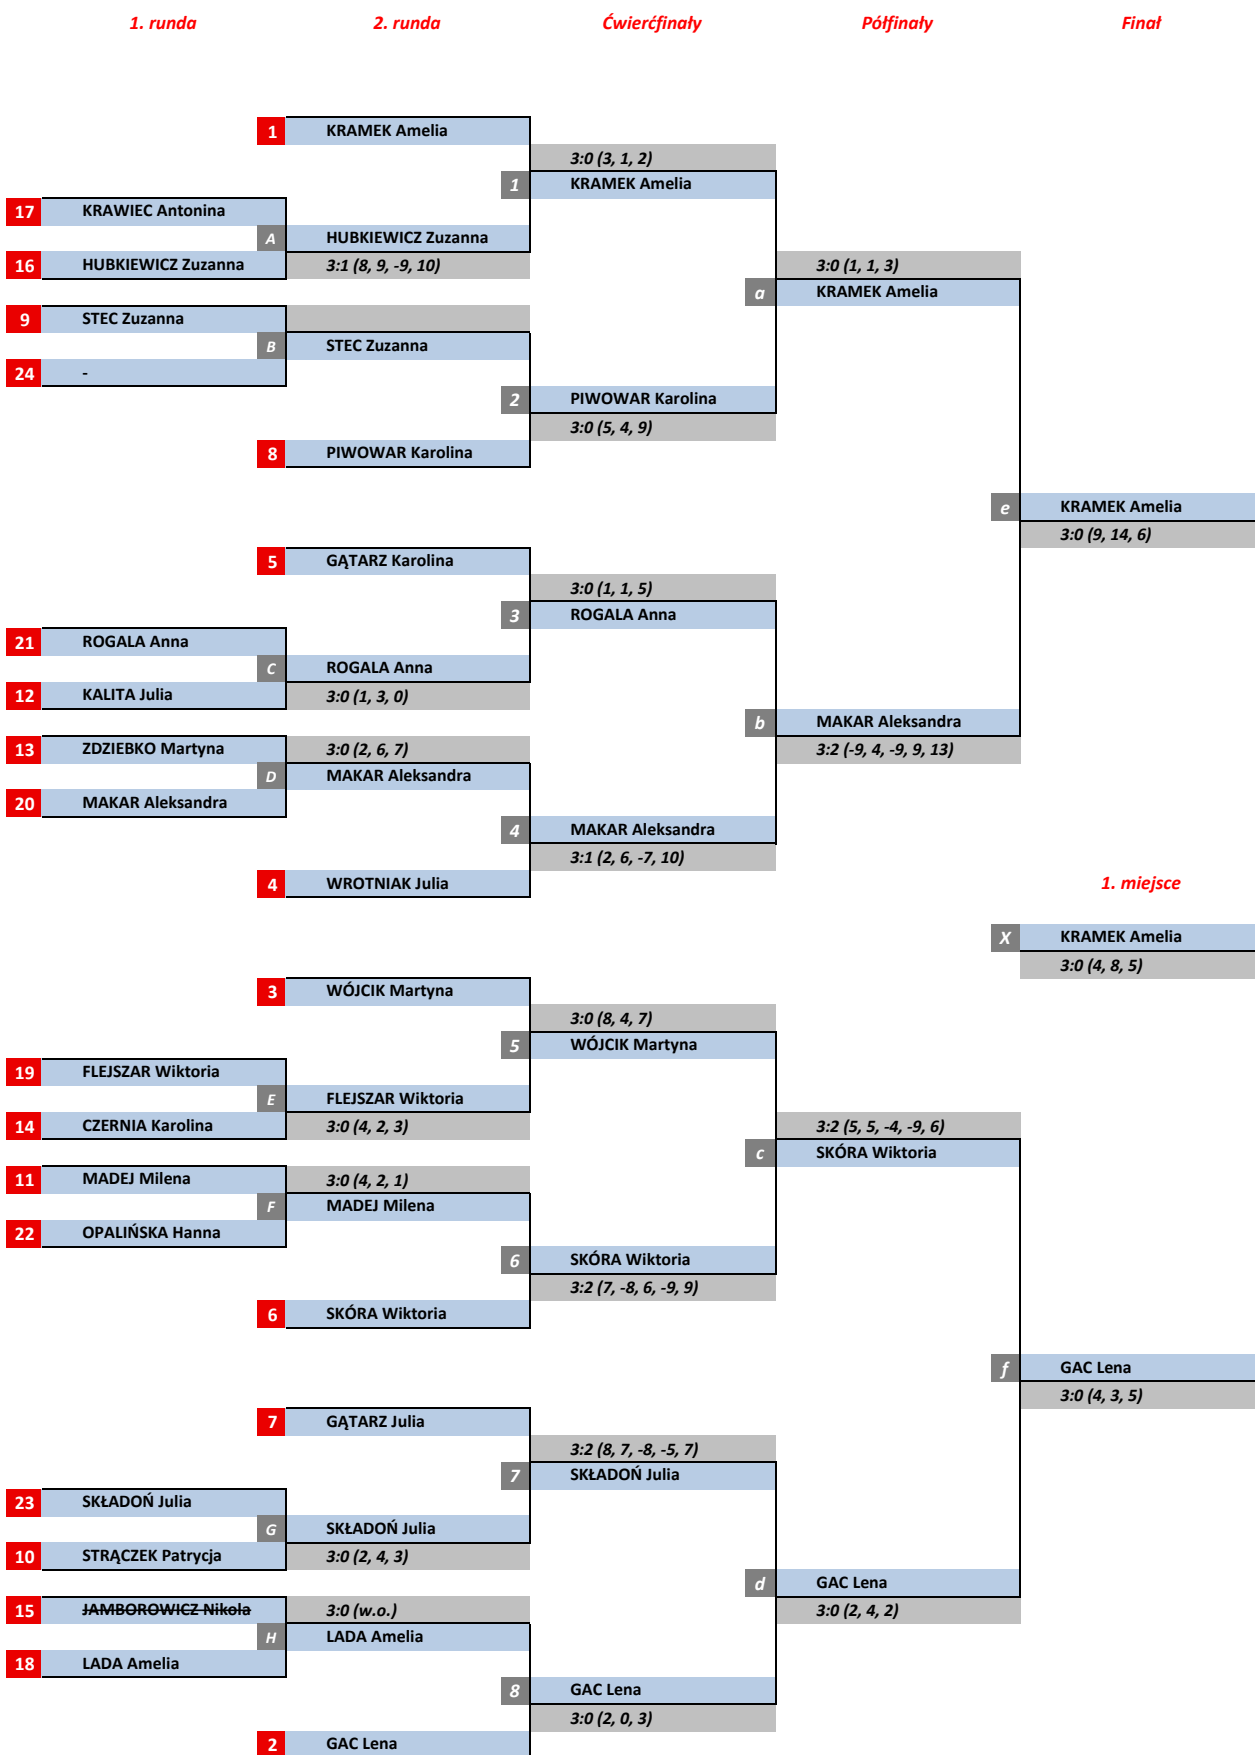 1. runda 2. runda Ćwierćfinały Półfinały Finał
1 KRAMEK Amelia
3:0 (3, 1, 2)
1 KRAMEK Amelia
17 KRAWIEC Antonina
A HUBKIEWICZ Zuzanna
16 HUBKIEWICZ Zuzanna 3:1 (8, 9, -9, 10) 3:0 (1, 1, 3)
a KRAMEK Amelia
9 STEC Zuzanna
B STEC Zuzanna
24 -
2 PIWOWAR Karolina
3:0 (5, 4, 9)
8 PIWOWAR Karolina
e KRAMEK Amelia
3:0 (9, 14, 6)
5 GĄTARZ Karolina
3:0 (1, 1, 5)
3 ROGALA Anna
21 ROGALA Anna
C ROGALA Anna
12 KALITA Julia 3:0 (1, 3, 0)
b MAKAR Aleksandra
13 ZDZIEBKO Martyna 3:0 (2, 6, 7) 3:2 (-9, 4, -9, 9, 13)
D MAKAR Aleksandra
20 MAKAR Aleksandra
4 MAKAR Aleksandra
3:1 (2, 6, -7, 10)
4 WROTNIAK Julia 1. miejsce
X KRAMEK Amelia
3:0 (4, 8, 5)
3 WÓJCIK Martyna
3:0 (8, 4, 7)
5 WÓJCIK Martyna
19 FLEJSZAR Wiktoria
E FLEJSZAR Wiktoria
14 CZERNIA Karolina 3:0 (4, 2, 3) 3:2 (5, 5, -4, -9, 6)
c SKÓRA Wiktoria
11 MADEJ Milena 3:0 (4, 2, 1)
F MADEJ Milena
22 OPALIŃSKA Hanna
6 SKÓRA Wiktoria
3:2 (7, -8, 6, -9, 9)
6 SKÓRA Wiktoria
f GAC Lena
3:0 (4, 3, 5)
7 GĄTARZ Julia
3:2 (8, 7, -8, -5, 7)
7 SKŁADOŃ Julia
23 SKŁADOŃ Julia
G SKŁADOŃ Julia
10 STRĄCZEK Patrycja 3:0 (2, 4, 3)
d GAC Lena
15 JAMBOROWICZ Nikola 3:0 (w.o.) 3:0 (2, 4, 2)
H LADA Amelia
18 LADA Amelia
8 GAC Lena
3:0 (2, 0, 3)
2 GAC Lena